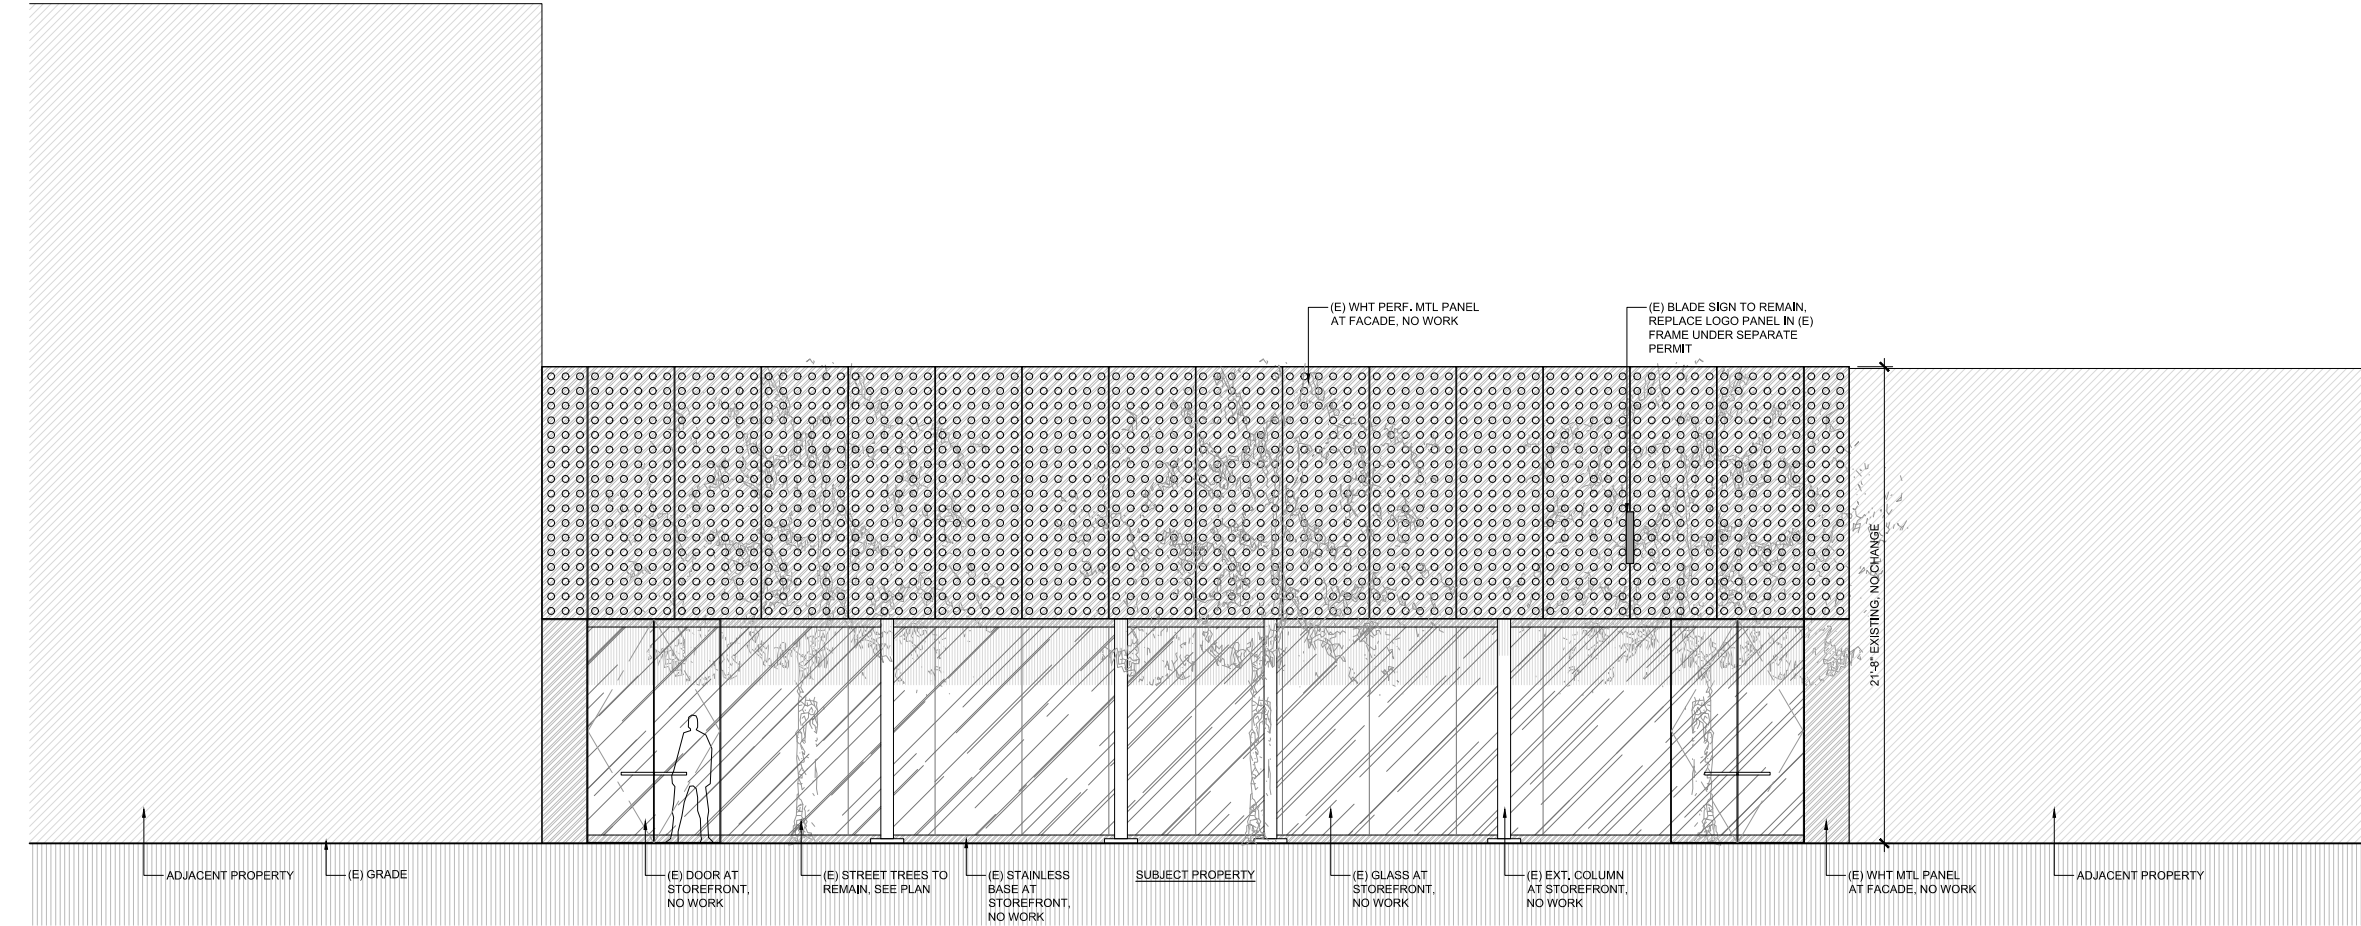 (E) WHT PERF. MTL PANEL
AT FACADE, NO WORK
(E) BLADE SIGN TO REMAIN,
REPLACE LOGO PANEL IN (E)
FRAME UNDER SEPARATE
PERMIT
21'-8" EXISTING, NO CHANGE
ADJACENT PROPERTY
(E) GRADE
(E) DOOR AT
STOREFRONT,
NO WORK
(E) STREET TREES TO
REMAIN, SEE PLAN
(E) STAINLESS
BASE AT
STOREFRONT,
NO WORK
SUBJECT PROPERTY
(E) GLASS AT
STOREFRONT,
NO WORK
(E) EXT. COLUMN
AT STOREFRONT,
NO WORK
(E) WHT MTL PANEL
AT FACADE, NO WORK
ADJACENT PROPERTY